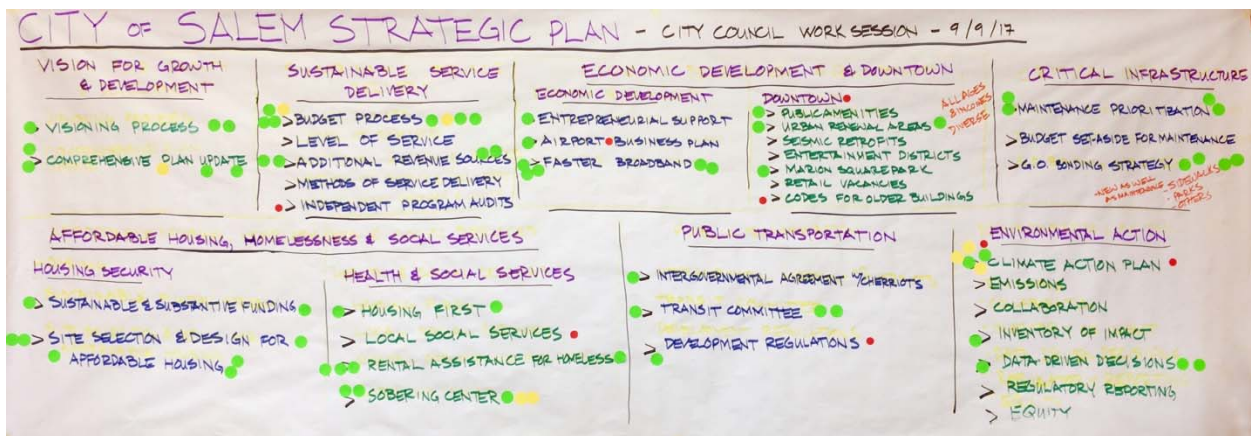 CITY OF SALEM STRATEGIC PLAN - CITY COUNCIL WORK SESSION - 9/9/17
VISION FOR GROWTH
& DEVELOPMENT
VISIONING PROCESS
> COMPREHENSIVE PLAN UPDATE
SUSTAINABLE SERVICE
DELIVERY
> BUDGET PROCESS
> LEVEL OF SERVICE
> ADDITIONAL REVENUE SOURCES
> METHODS OF SERVICE DELIVERY
> INDEPENDENT PROGRAM AUDITS
ECONOMIC DEVELOPMENT & DOWNTOWN
ECONOMIC DEVELOPMENT
ENTREPRENEURIAL SUPPORT
AIRPORT BUSINESS PLAN
> FASTER BROADBAND
DOWNTOWN
ALL AGES
& INCOMES
DIVERSE
> PUBLIC AMENITIES
> URBAN RENEWAL AREAS
> SEISMIC RETROFITS
> ENTERTAINMENT DISTRICTS
> MARION SQUARE PARK
> RETAIL VACANCIES
> CODES FOR OLDER BUILDINGS
CRITICAL INFRASTRUCTURE
MAINTENANCE PRIORITIZATION
> BUDGET SET-ASIDE FOR MAINTENANCE
> G.O. BONDING STRATEGY
- NEW AS WELL
AS MAINTENANCE
- SIDEWALKS
- PARKS
- OTHERS
AFFORDABLE HOUSING, HOMELESSNESS & SOCIAL SERVICES
HOUSING SECURITY
> SUSTAINABLE & SUBSTANTIVE FUNDING
> SITE SELECTION & DESIGN FOR
AFFORDABLE HOUSING
HEALTH & SOCIAL SERVICES
> HOUSING FIRST
> LOCAL SOCIAL SERVICES
RENTAL ASSISTANCE FOR HOMELESS
> SOBERING CENTER
PUBLIC TRANSPORTATION
> INTERGOVERNMENTAL AGREEMENT W/CHERRIOTS
> TRANSIT COMMITTEE
> DEVELOPMENT REGULATIONS
ENVIRONMENTAL ACTION
CLIMATE ACTION PLAN
> EMISSIONS
> COLLABORATION
> INVENTORY OF IMPACT
> DATA-DRIVEN DECISIONS
> REGULATORY REPORTING
> EQUITY